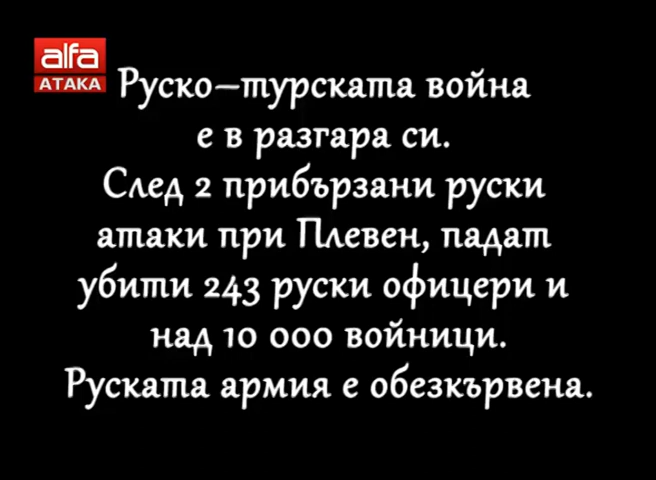 alfa
АТАКА
Руско–турската война
е в разгара си.
След 2 прибързани руски
атаки при Плевен, падат
убити 243 руски офицери и
над 10 000 войници.
Руската армия е обезкървена.